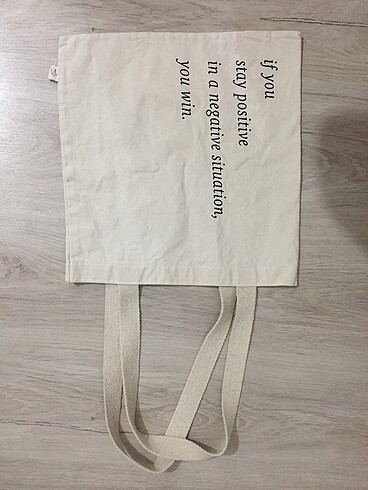 if you
stay positive
in a negative situation,
you win.